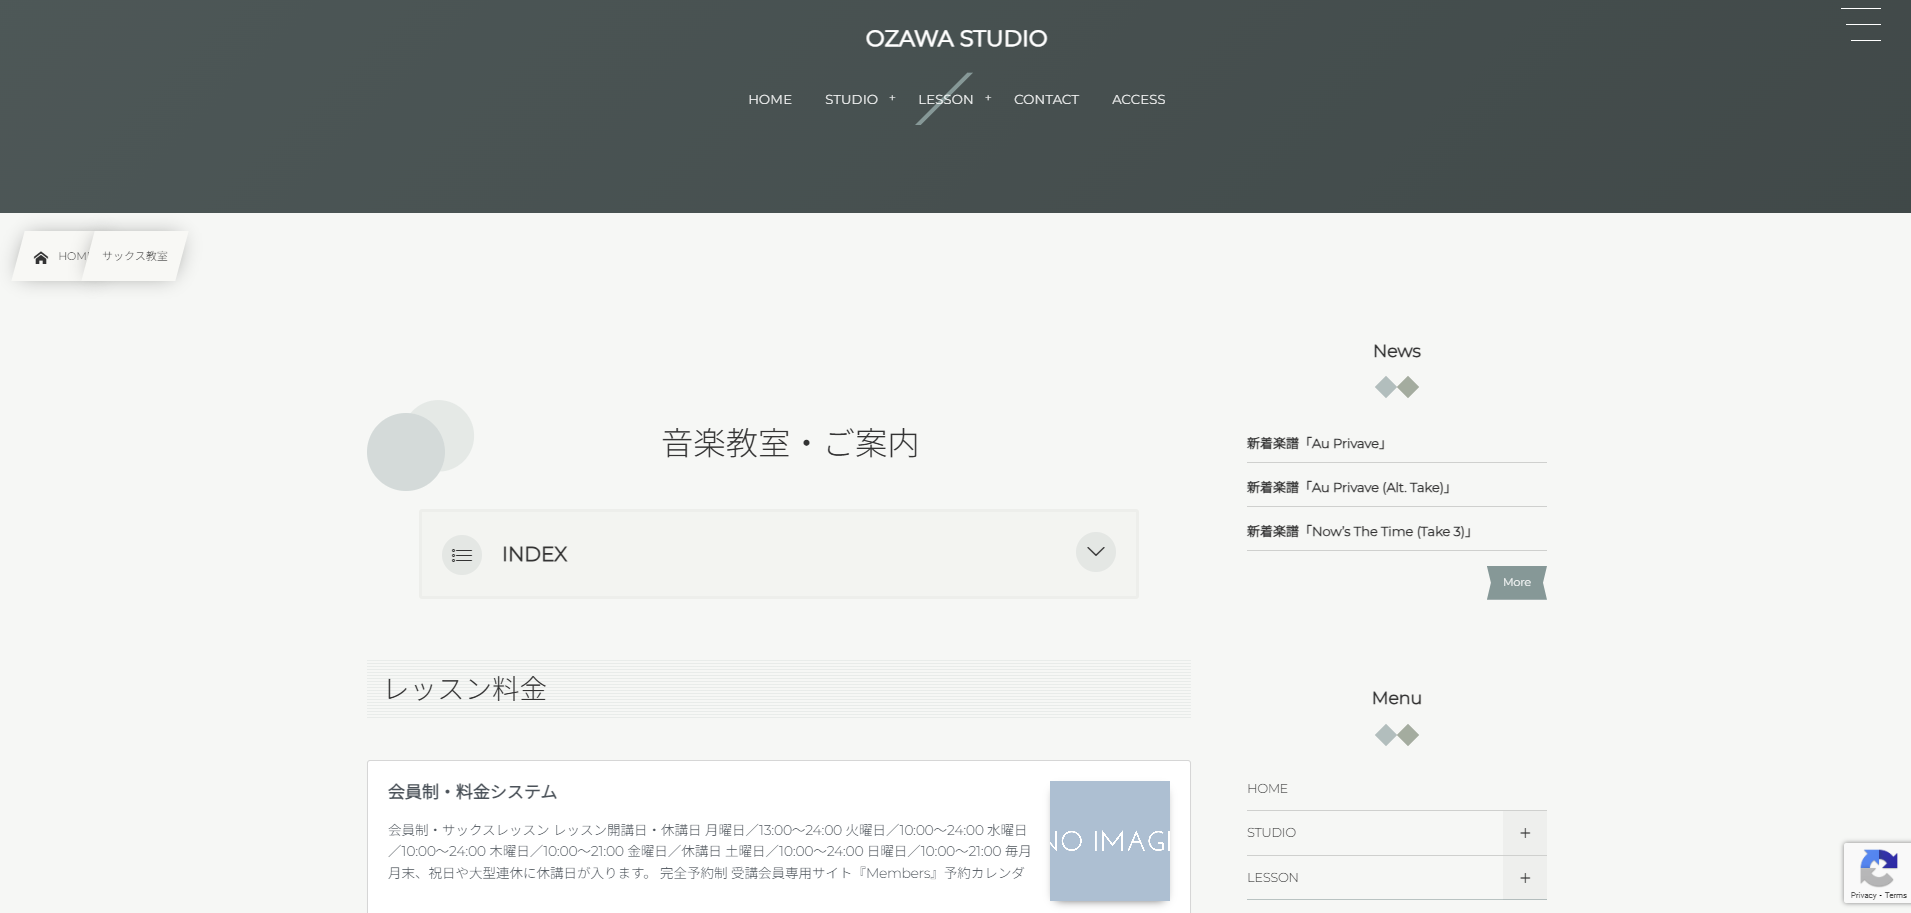 OZAWA STUDIO
HOME STUDIO + LESSON + CONTACT ACCESS
サックス教室
音楽教室・ご案内
INDEX
レッスン料金
会員制・料金システム
会員制・サックスレッスン レッスン開講日・休講日 月曜日／13:00〜24:00 火曜日／10:00〜24:00 水曜日
／10:00〜24:00 木曜日／10:00〜21:00 金曜日／休講日 土曜日／10:00〜24:00 日曜日／10:00〜21:00 毎月
月末、祝日や大型連休に休講日が入ります。 完全予約制 受講会員専用サイト『Members』予約カレンダ
News
新着楽譜「Au Privave」
新着楽譜「Au Privave (Alt. Take)」
新着楽譜「Now's The Time (Take 3)」
More
Menu
HOME
STUDIO +
LESSON +
Privacy - Terms